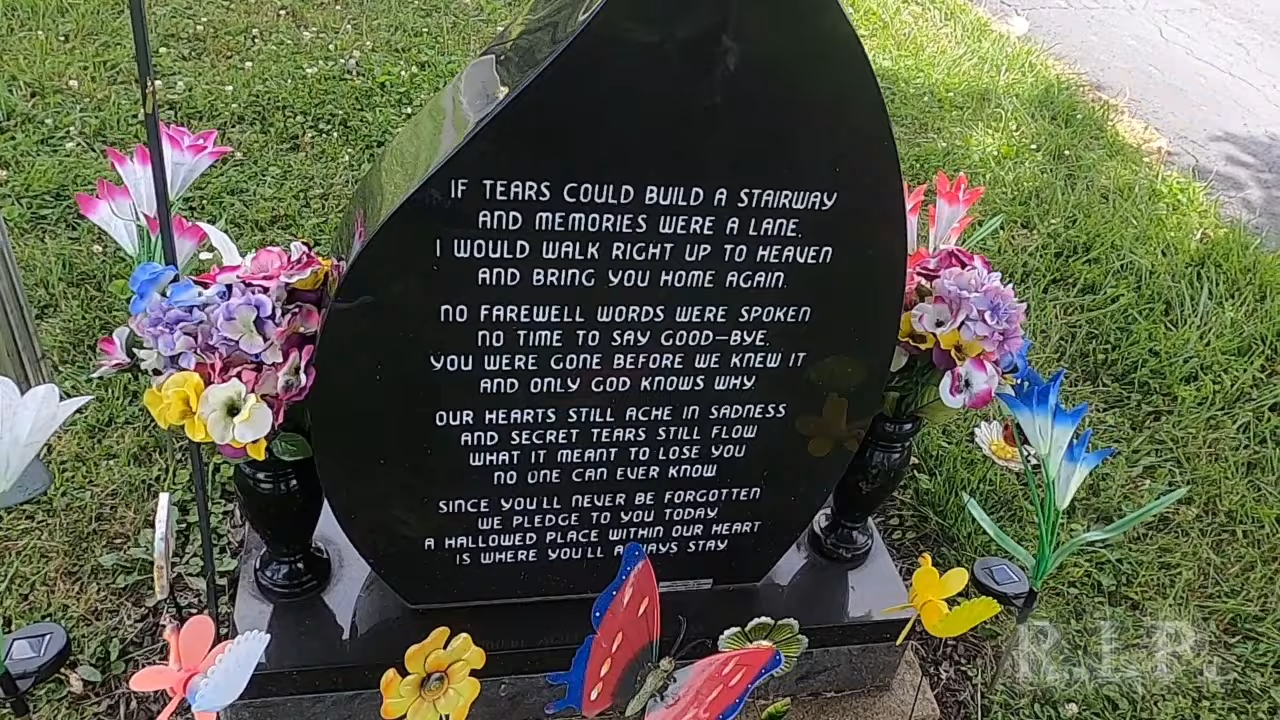 IF TEARS COULD BUILD A STAIRWAY
AND MEMORIES WERE A LANE,
I WOULD WALK RIGHT UP TO HEAVEN
AND BRING YOU HOME AGAIN.
NO FAREWELL WORDS WERE SPOKEN
NO TIME TO SAY GOOD-BYE,
YOU WERE GONE BEFORE WE KNEW IT
AND ONLY GOD KNOWS WHY.
OUR HEARTS STILL ACHE IN SADNESS
AND SECRET TEARS STILL FLOW
WHAT IT MEANT TO LOSE YOU
NO ONE CAN EVER KNOW
SINCE YOU'LL NEVER BE FORGOTTEN
WE PLEDGE TO YOU TODAY,
A HALLOWED PLACE WITHIN OUR HEART
IS WHERE YOU'LL STAY.
R.I.P.